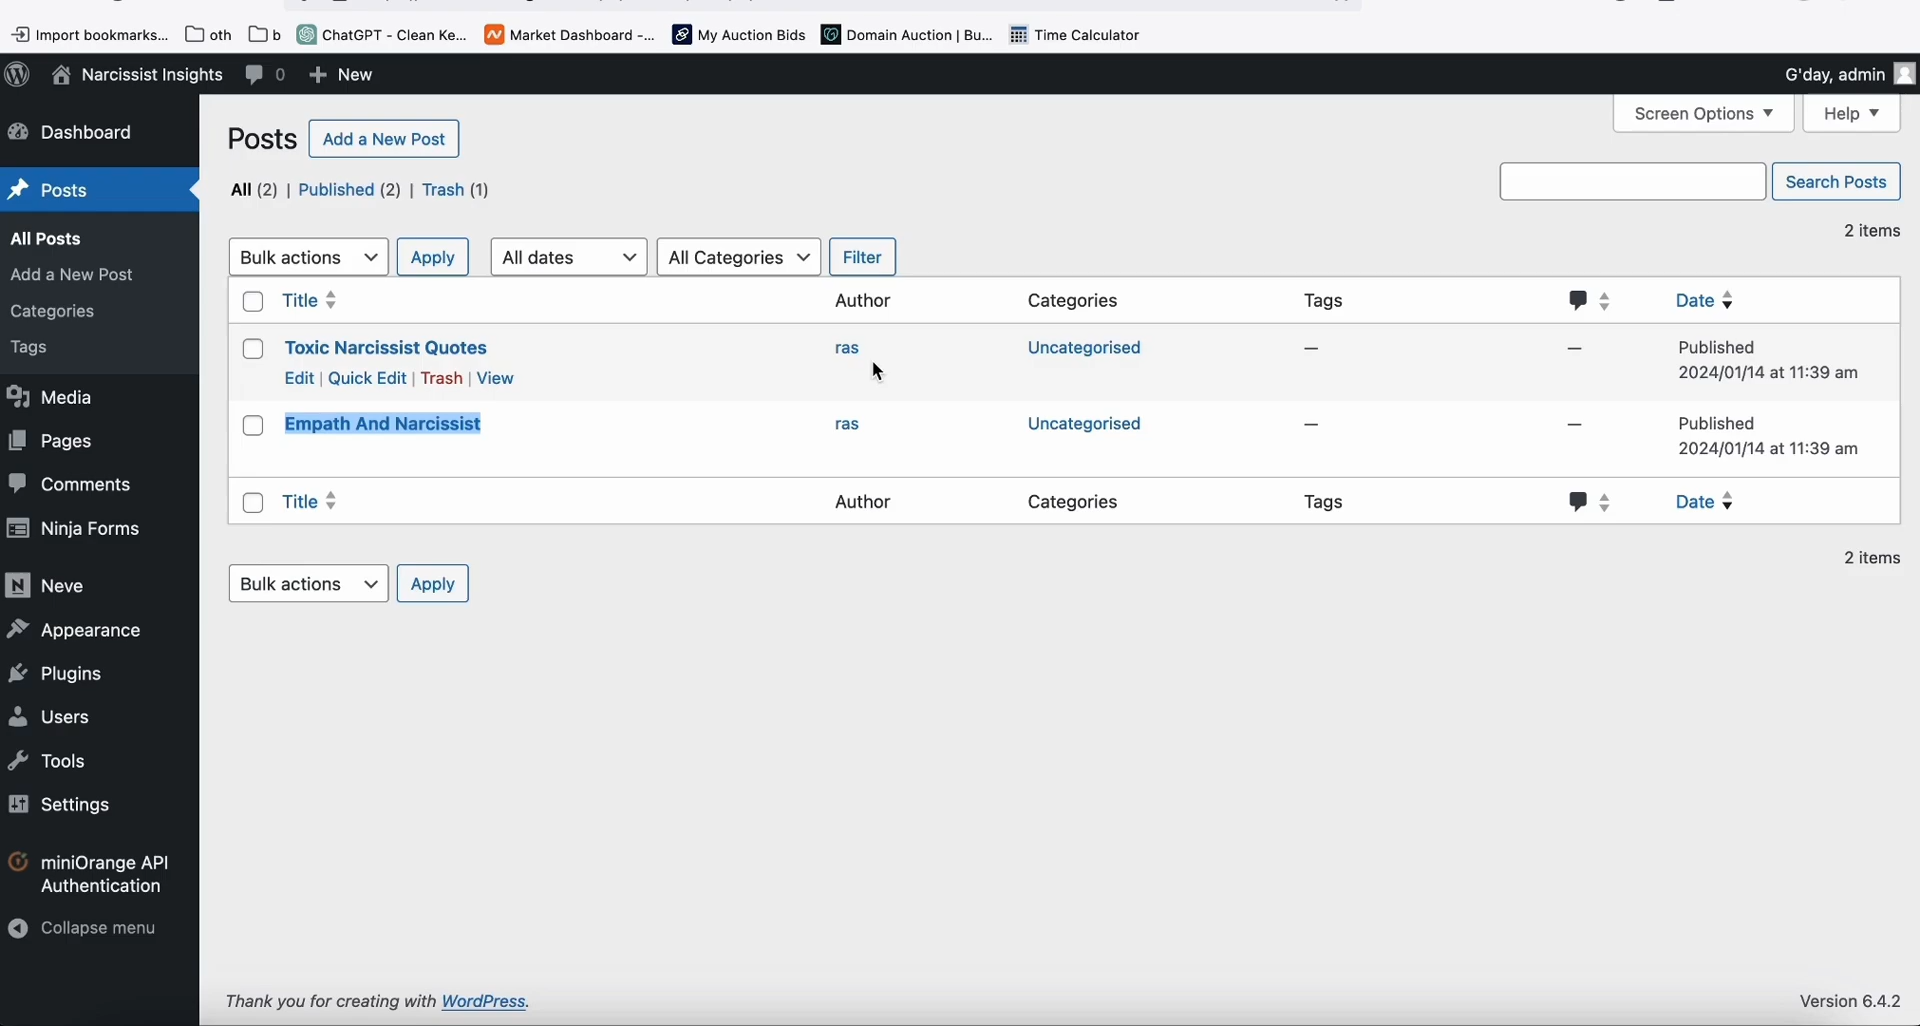 Import bookmarks... oth b ChatGPT - Clean Ke... Market Dashboard -... My Auction Bids Domain Auction | Bu... Time Calculator
Narcissist Insights 0 + New G'day, admin
Screen Options Help
Dashboard
Posts
All Posts
Add a New Post
Categories
Tags
Media
Pages
Comments
Ninja Forms
Neve
Appearance
Plugins
Users
Tools
Settings
miniOrange API
Authentication
Collapse menu
Posts Add a New Post
All (2) | Published (2) | Trash (1)
Search Posts
2 items
Bulk actions Apply All dates All Categories Filter
Title Author Categories Tags Date
Toxic Narcissist Quotes ras Uncategorised — — Published
2024/01/14 at 11:39 am
Edit | Quick Edit | Trash | View
Empath And Narcissist ras Uncategorised — — Published
2024/01/14 at 11:39 am
Title Author Categories Tags Date
2 items
Bulk actions Apply
Thank you for creating with WordPress. Version 6.4.2